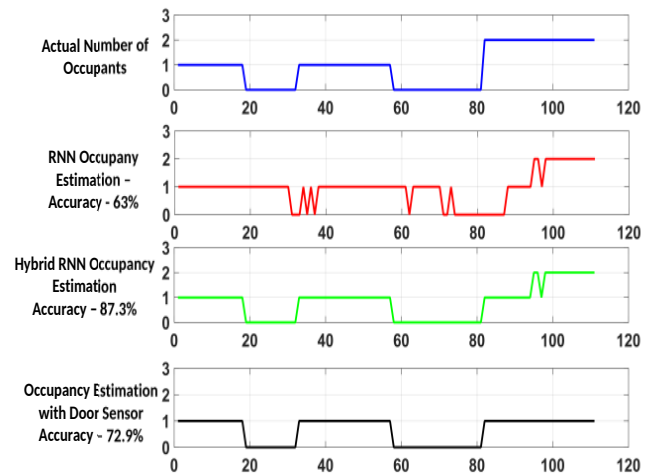 Actual Number of
Occupants
3
2
1
0
0 20 40 60 80 100 120
RNN Occupany
Estimation –
Accuracy - 63%
3
2
1
0
0 20 40 60 80 100 120
Hybrid RNN Occupancy
Estimation
Accuracy – 87.3%
3
2
1
0
0 20 40 60 80 100 120
Occupancy Estimation
with Door Sensor
Accuracy – 72.9%
3
2
1
0
0 20 40 60 80 100 120